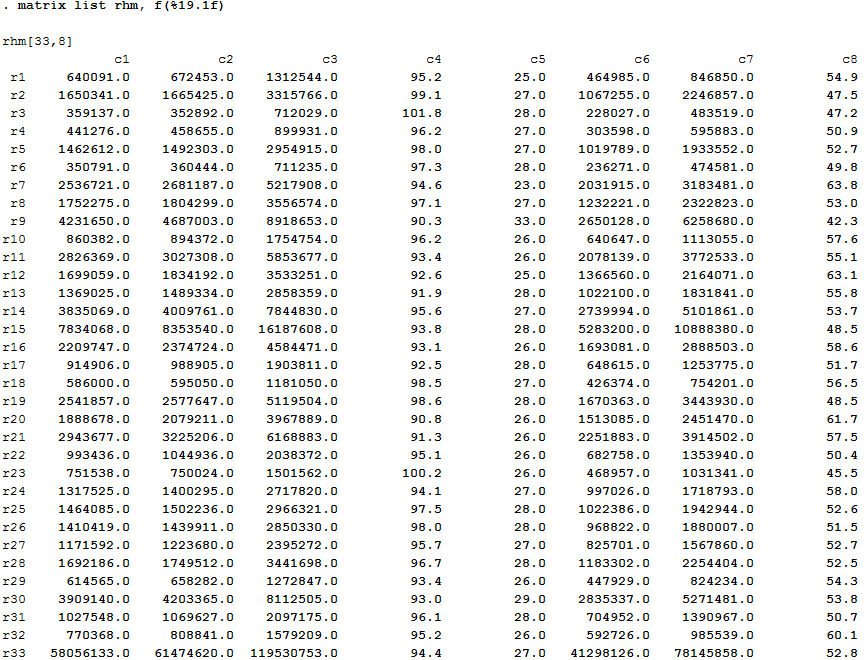 . matrix list rhm, f(%19.1f)
rhm[33,8]
c1 c2 c3 c4 c5 c6 c7 c8
r1 640091.0 672453.0 1312544.0 95.2 25.0 464985.0 846850.0 54.9
r2 1650341.0 1665425.0 3315766.0 99.1 27.0 1067255.0 2246857.0 47.5
r3 359137.0 352892.0 712029.0 101.8 28.0 228027.0 483519.0 47.2
r4 441276.0 458655.0 899931.0 96.2 27.0 303598.0 595883.0 50.9
r5 1462612.0 1492303.0 2954915.0 98.0 27.0 1019789.0 1933552.0 52.7
r6 350791.0 360444.0 711235.0 97.3 28.0 236271.0 474581.0 49.8
r7 2536721.0 2681187.0 5217908.0 94.6 23.0 2031915.0 3183481.0 63.8
r8 1752275.0 1804299.0 3556574.0 97.1 27.0 1232221.0 2322823.0 53.0
r9 4231650.0 4687003.0 8918653.0 90.3 33.0 2650128.0 6258680.0 42.3
r10 860382.0 894372.0 1754754.0 96.2 26.0 640647.0 1113055.0 57.6
r11 2826369.0 3027308.0 5853677.0 93.4 26.0 2078139.0 3772533.0 55.1
r12 1699059.0 1834192.0 3533251.0 92.6 25.0 1366560.0 2164071.0 63.1
r13 1369025.0 1489334.0 2858359.0 91.9 28.0 1022100.0 1831841.0 55.8
r14 3835069.0 4009761.0 7844830.0 95.6 27.0 2739994.0 5101861.0 53.7
r15 7834068.0 8353540.0 16187608.0 93.8 28.0 5283200.0 10888380.0 48.5
r16 2209747.0 2374724.0 4584471.0 93.1 26.0 1693081.0 2888503.0 58.6
r17 914906.0 988905.0 1903811.0 92.5 28.0 648615.0 1253775.0 51.7
r18 586000.0 595050.0 1181050.0 98.5 27.0 426374.0 754201.0 56.5
r19 2541857.0 2577647.0 5119504.0 98.6 28.0 1670363.0 3443930.0 48.5
r20 1888678.0 2079211.0 3967889.0 90.8 26.0 1513085.0 2451470.0 61.7
r21 2943677.0 3225206.0 6168883.0 91.3 26.0 2251883.0 3914502.0 57.5
r22 993436.0 1044936.0 2038372.0 95.1 26.0 682758.0 1353940.0 50.4
r23 751538.0 750024.0 1501562.0 100.2 26.0 468957.0 1031341.0 45.5
r24 1317525.0 1400295.0 2717820.0 94.1 27.0 997026.0 1718793.0 58.0
r25 1464085.0 1502236.0 2966321.0 97.5 28.0 1022386.0 1942944.0 52.6
r26 1410419.0 1439911.0 2850330.0 98.0 28.0 968822.0 1880007.0 51.5
r27 1171592.0 1223680.0 2395272.0 95.7 27.0 825701.0 1567860.0 52.7
r28 1692186.0 1749512.0 3441698.0 96.7 28.0 1183302.0 2254404.0 52.5
r29 614565.0 658282.0 1272847.0 93.4 26.0 447929.0 824234.0 54.3
r30 3909140.0 4203365.0 8112505.0 93.0 29.0 2835337.0 5271481.0 53.8
r31 1027548.0 1069627.0 2097175.0 96.1 28.0 704952.0 1390967.0 50.7
r32 770368.0 808841.0 1579209.0 95.2 26.0 592726.0 985539.0 60.1
r33 58056133.0 61474620.0 119530753.0 94.4 27.0 41298126.0 78145858.0 52.8